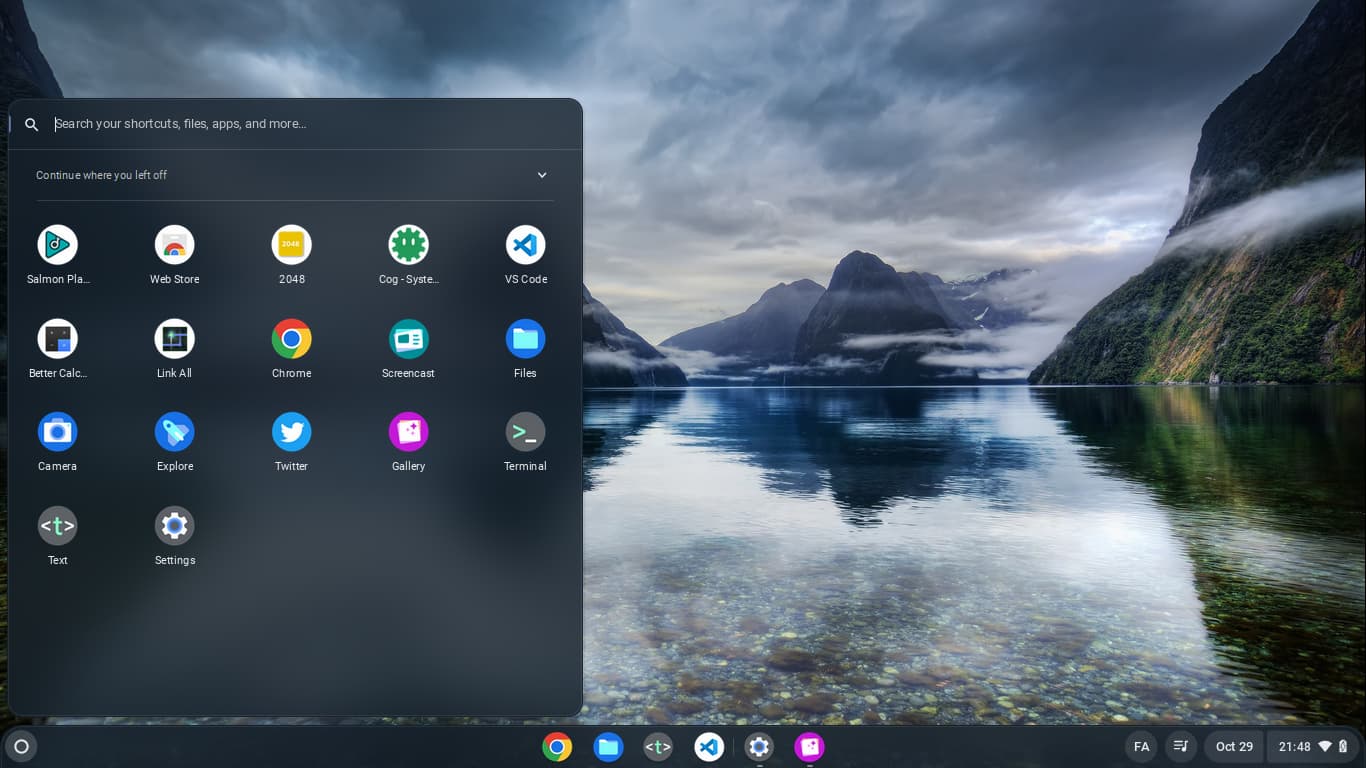 Search your shortcuts, files, apps, and more...
Continue where you left off
2048
Salmon Pla...
Web Store
2048
Cog - Syste...
VS Code
Better Calc...
Link All
Chrome
Screencast
Files
>_
Camera
Explore
Twitter
Gallery
Terminal
<t>
Text
Settings
<t>
FA
Oct 29
21:48